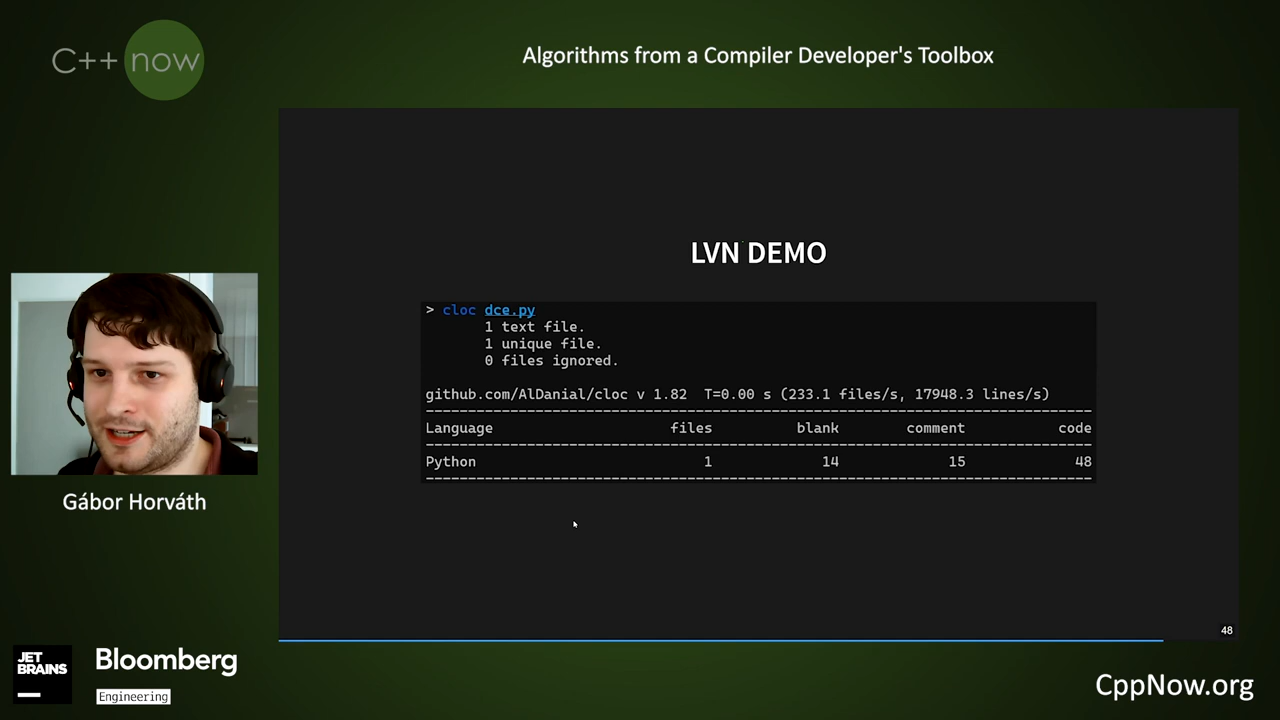 C++ now
Algorithms from a Compiler Developer's Toolbox
LVN DEMO
> cloc dce.py
1 text file.
1 unique file.
0 files ignored.
github.com/AlDanial/cloc v 1.82 T=0.00 s (233.1 files/s, 17948.3 lines/s)
-------------------------------------------------------------------------------
Language files blank comment code
-------------------------------------------------------------------------------
Python 1 14 15 48
-------------------------------------------------------------------------------
Gábor Horváth
48
JET
BRAINS
Bloomberg
Engineering
CppNow.org